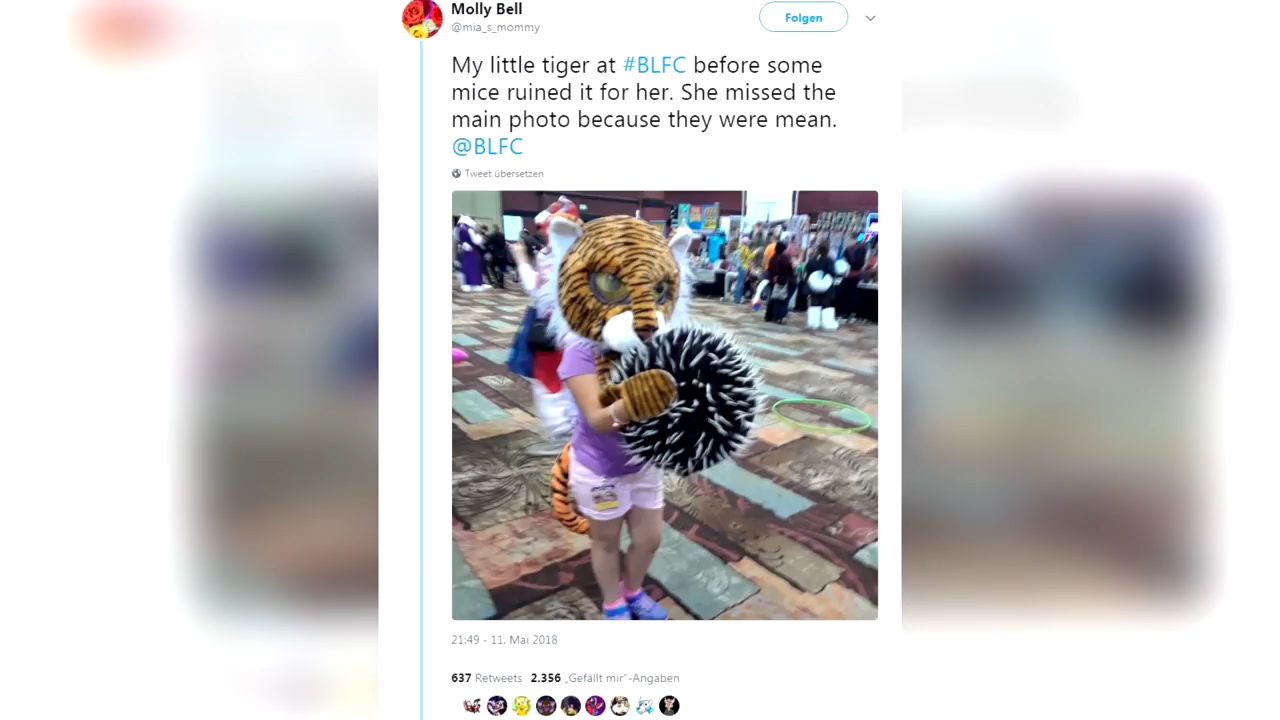 Molly Bell
@mia_s_mommy
Folgen
My little tiger at #BLFC before some
mice ruined it for her. She missed the
main photo because they were mean.
@BLFC
Tweet übersetzen
21:49 - 11. Mai 2018
637 Retweets 2.356 „Gefällt mir“-Angaben